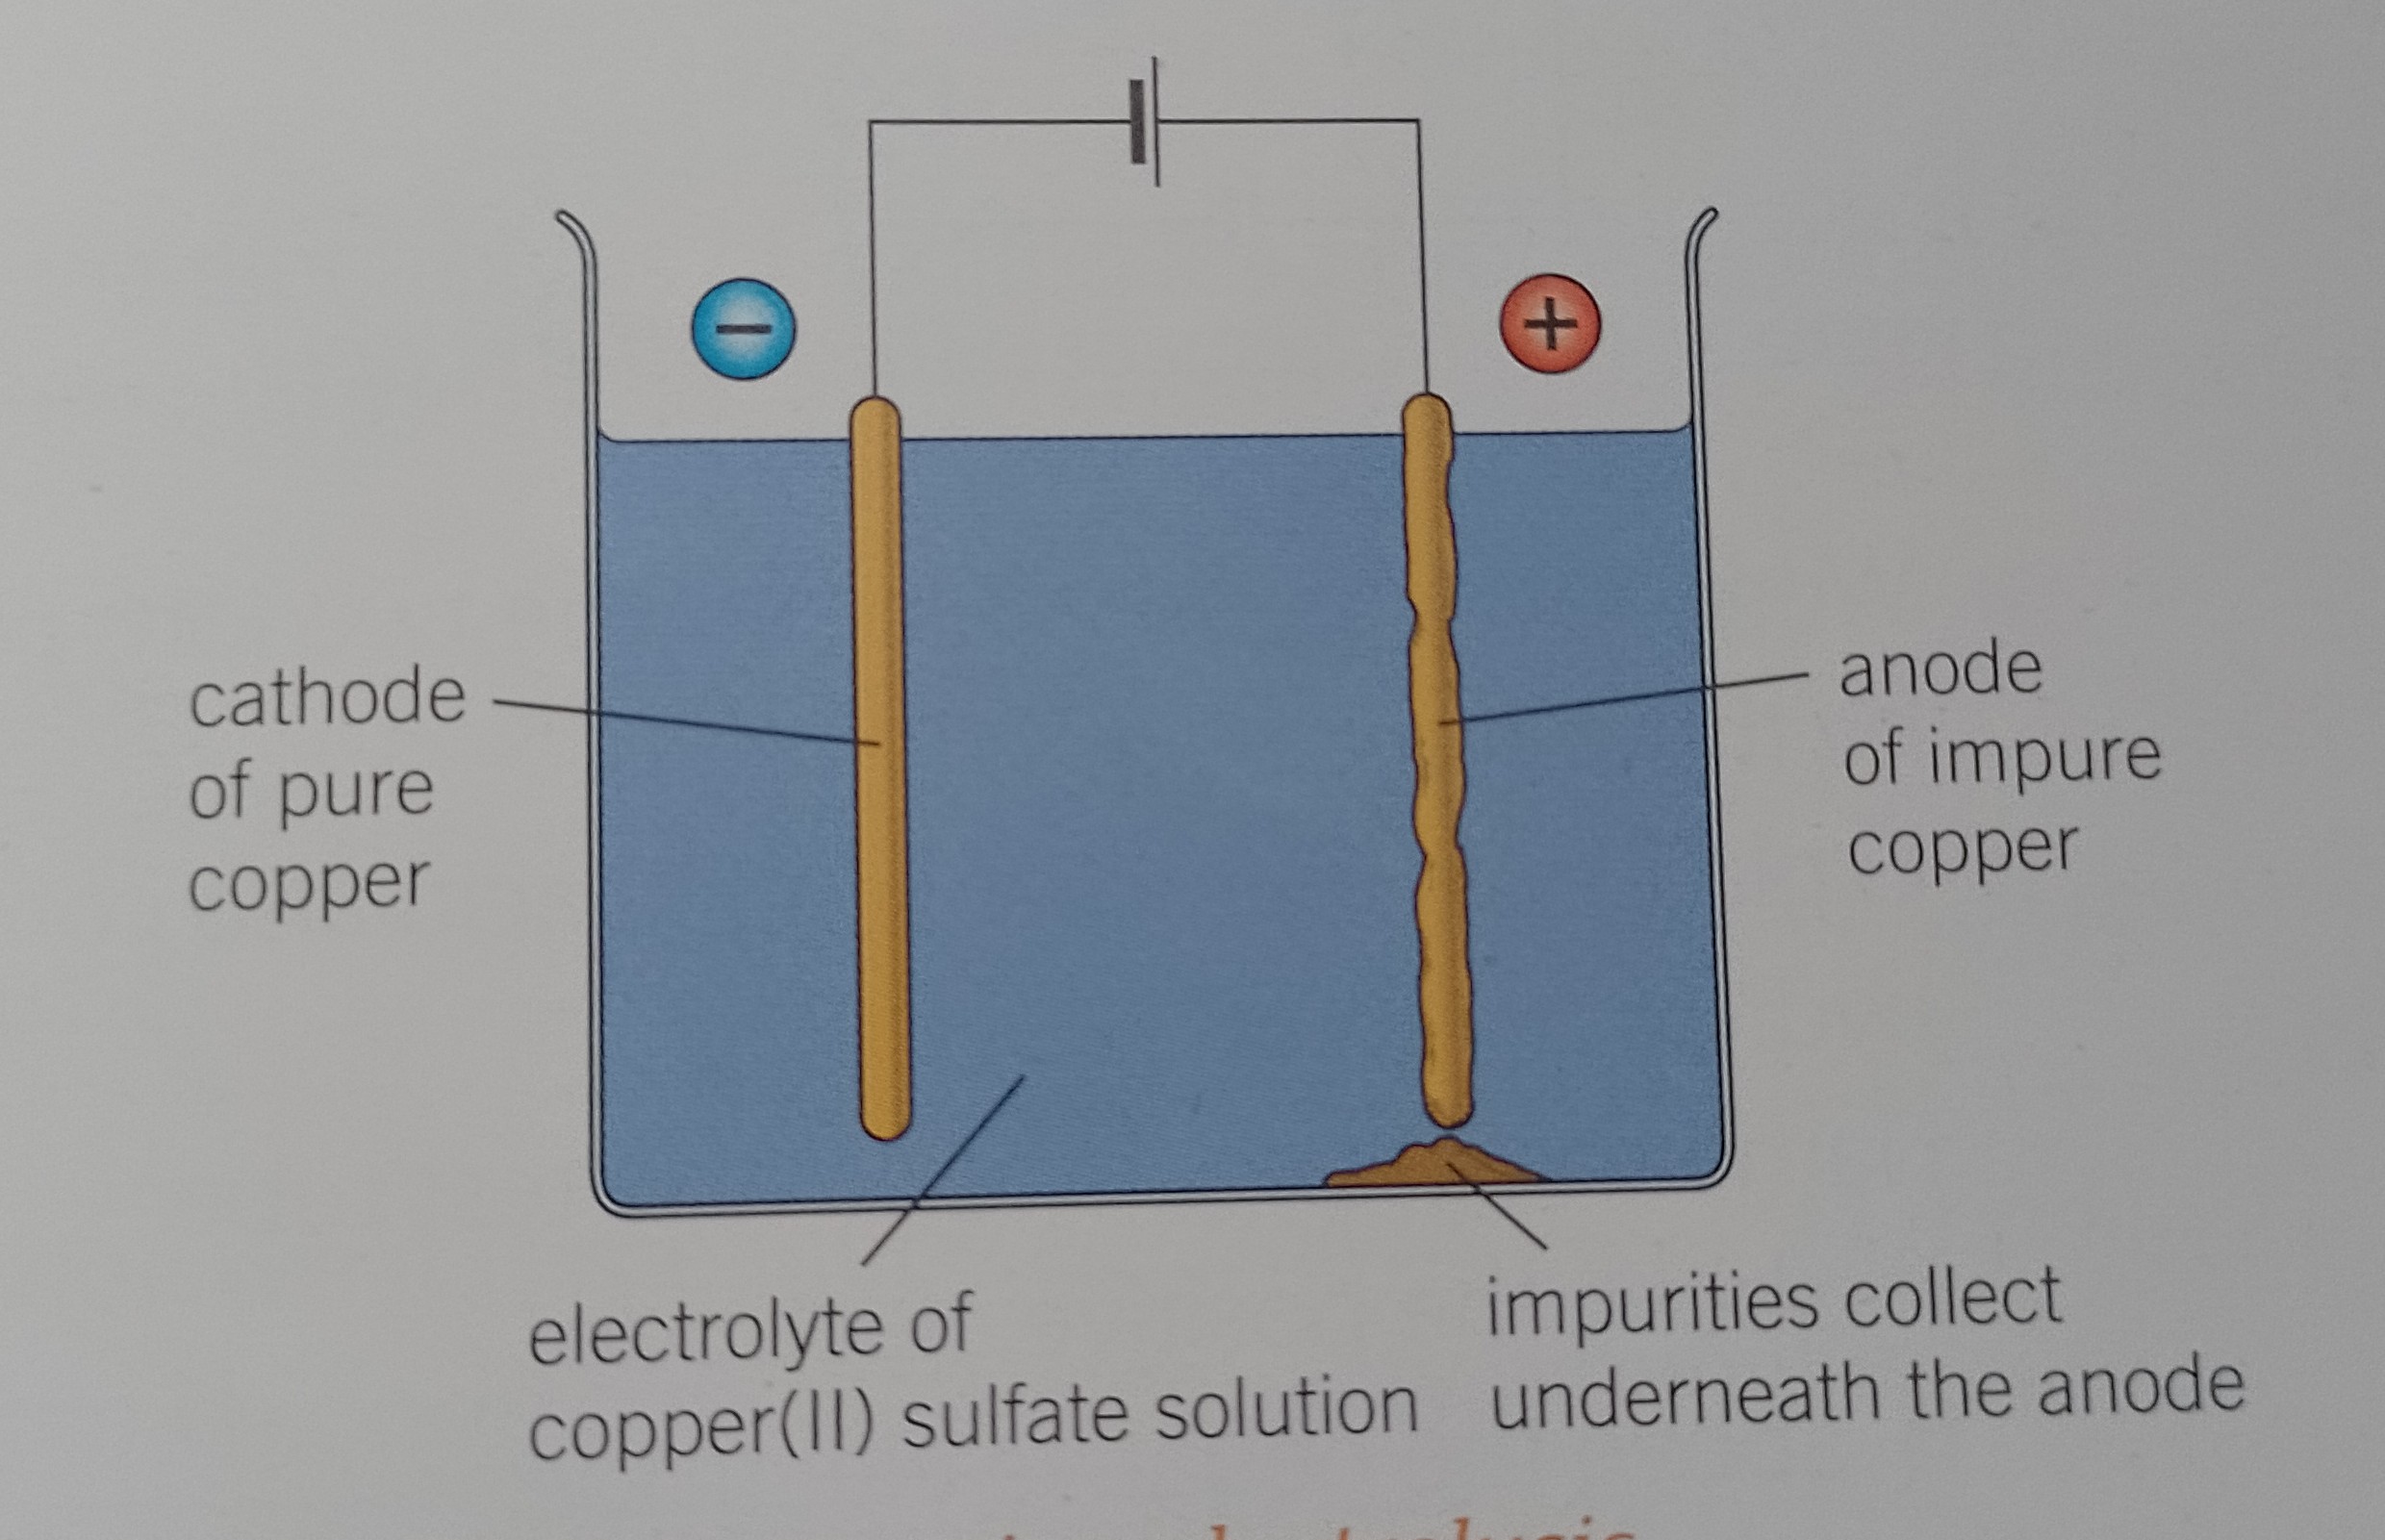 −
+
cathode
of pure
copper
anode
of impure
copper
electrolyte of
copper(II) sulfate solution
impurities collect
underneath the anode